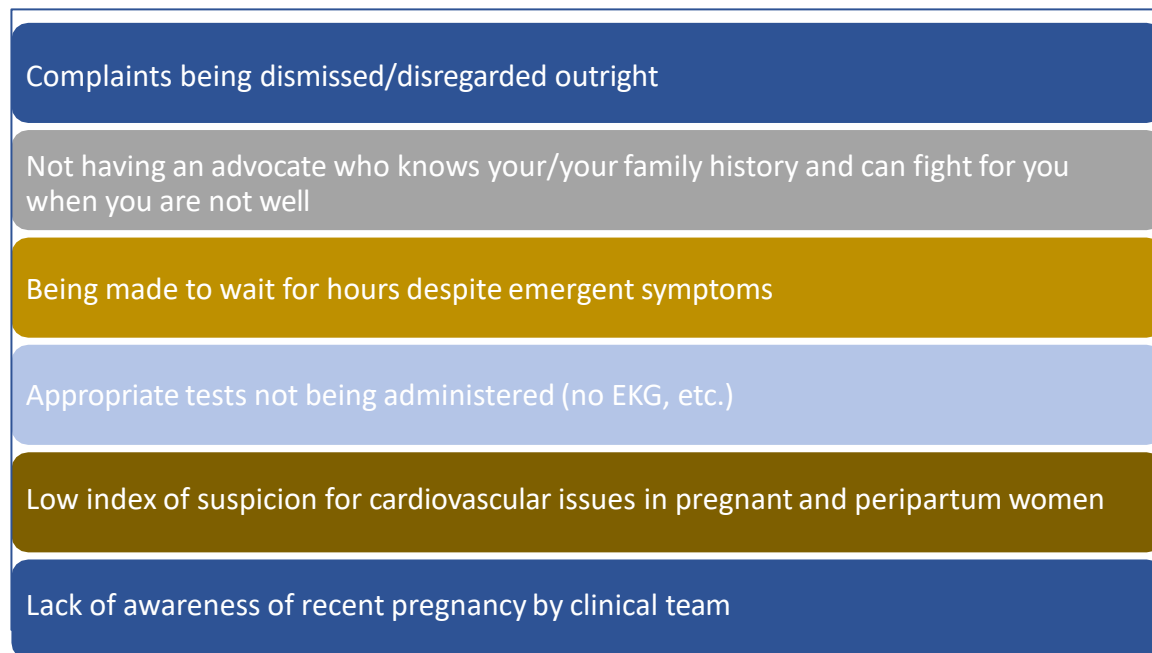 Complaints being dismissed/disregarded outright
Not having an advocate who knows your/your family history and can fight for you
when you are not well
Being made to wait for hours despite emergent symptoms
Appropriate tests not being administered (no EKG, etc.)
Low index of suspicion for cardiovascular issues in pregnant and peripartum women
Lack of awareness of recent pregnancy by clinical team